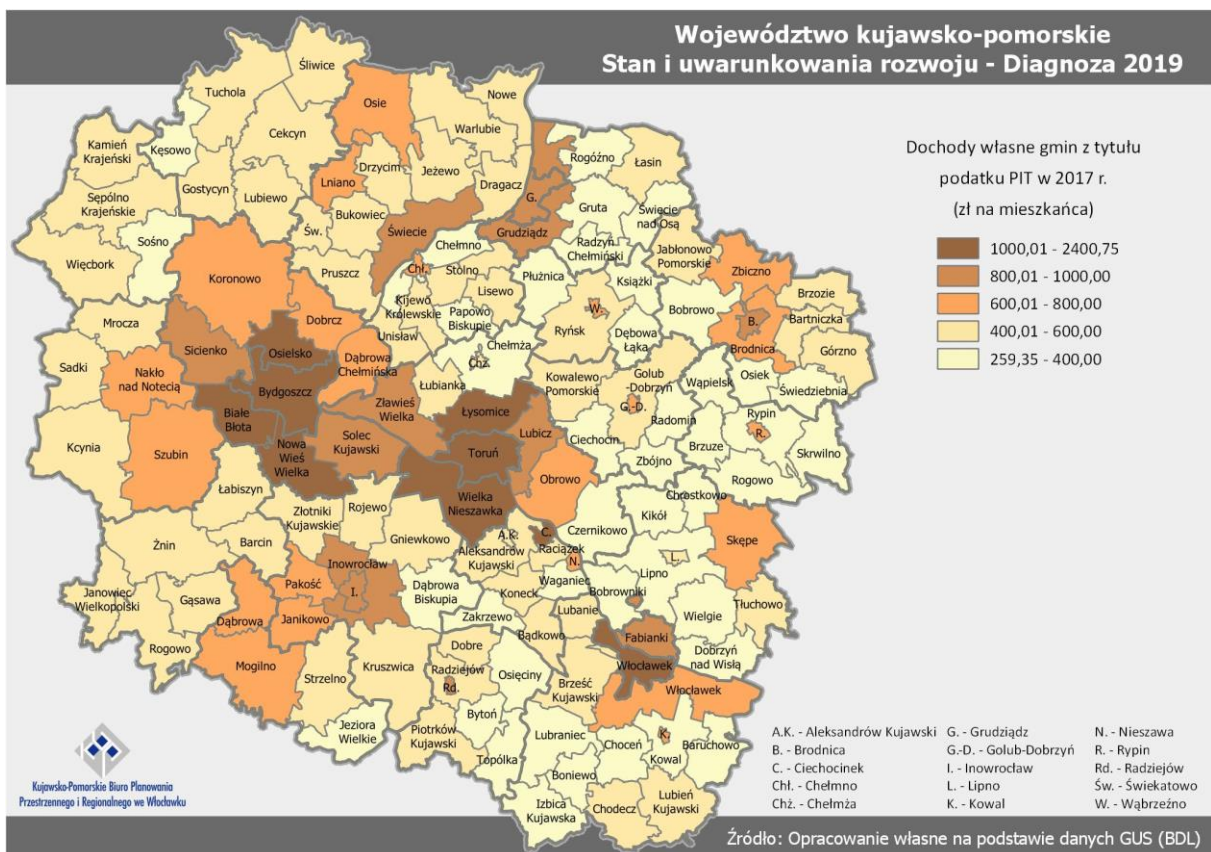 Województwo kujawsko-pomorskie
Stan i uwarunkowania rozwoju - Diagnoza 2019
Dochody własne gmin z tytułu
podatku PIT w 2017 r.
(zł na mieszkańca)
1000,01 - 2400,75
800,01 - 1000,00
600,01 - 800,00
400,01 - 600,00
259,35 - 400,00
Śliwice
Tuchola
Osie
Nowe
Cekcyn
Warlubie
Kamień
Krajeński
Kęsowo
Rogóźno
Łasin
Drzycim
Lniano
Jeżewo
Dragacz
G.
Sępólno
Krajeńskie
Gostycyn
Lubiewo
Bukowiec
Gruta
Świecie
nad Osą
Św.
Świecie
Grudziądz
Sośno
Chełmno
Radzyń
Chełmiński
Więcbork
Pruszcz
Jabłonowo
Pomorskie
Koronowo
Chł.
Stolno
Płużnica
Książki
Zbiczno
Lisewo
Brzozie
Kijewo
Królewskie
Papowo
Biskupie
W.
Bobrowo
Bartniczka
Mrocza
Dobrcz
Unisław
Ryńsk
Dębowa
Łąka
B.
Brodnica
Górzno
Sicienko
Osielsko
Dąbrowa
Chełmińska
Chełmża
Chż.
Sadki
Nakło
nad Notecią
Łubianka
Kowalewo
Pomorskie
Golub
-Dobrzyń
Wąpielsk
Osiek
Świedziebnia
Bydgoszcz
Zławieś
Wielka
Łysomice
G.-D.
Radomin
Rypin
R.
Białe
Błota
Lubicz
Ciechocin
Brzuze
Skrwilno
Kcynia
Szubin
Nowa
Wieś
Wielka
Solec
Kujawski
Toruń
Zbójno
Rogowo
Obrowo
Łabiszyn
Wielka
Nieszawka
Chrostkowo
Złotniki
Kujawskie
Rojewo
Kikół
Czernikowo
Żnin
Barcin
Gniewkowo
A.K.
C.
Skępe
Aleksandrów
Kujawski
Raciążek
N.
L.
Inowrocław
I.
Pakość
Waganiec
Lipno
Janowiec
Wielkopolski
Gąsawa
Dąbrowa
Biskupia
Koneck
Bobrowniki
Wielgie
Tłuchowo
Dąbrowa
Janikowo
Zakrzewo
Lubanie
Rogowo
Bądkowo
Fabianki
Dobrzyń
nad Wisłą
Mogilno
Strzelno
Kruszwica
Dobre
Włocławek
Radziejów
Rd.
Osięciny
Brześć
Kujawski
Włocławek
Jeziora
Wielkie
Bytoń
Piotrków
Kujawski
Lubraniec
Choceń
K.
Kowal
Baruchowo
Topólka
Boniewo
Izbica
Kujawska
Chodecz
Lubień
Kujawski
A.K. - Aleksandrów Kujawski
B. - Brodnica
C. - Ciechocinek
Chł. - Chełmno
Chż. - Chełmża
G. - Grudziądz
G.-D. - Golub-Dobrzyń
I. - Inowrocław
L. - Lipno
K. - Kowal
N. - Nieszawa
R. - Rypin
Rd. - Radziejów
Św. - Świekatowo
W. - Wąbrzeźno
Kujawsko-Pomorskie Biuro Planowania
Przestrzennego i Regionalnego we Włocławku
Źródło: Opracowanie własne na podstawie danych GUS (BDL)